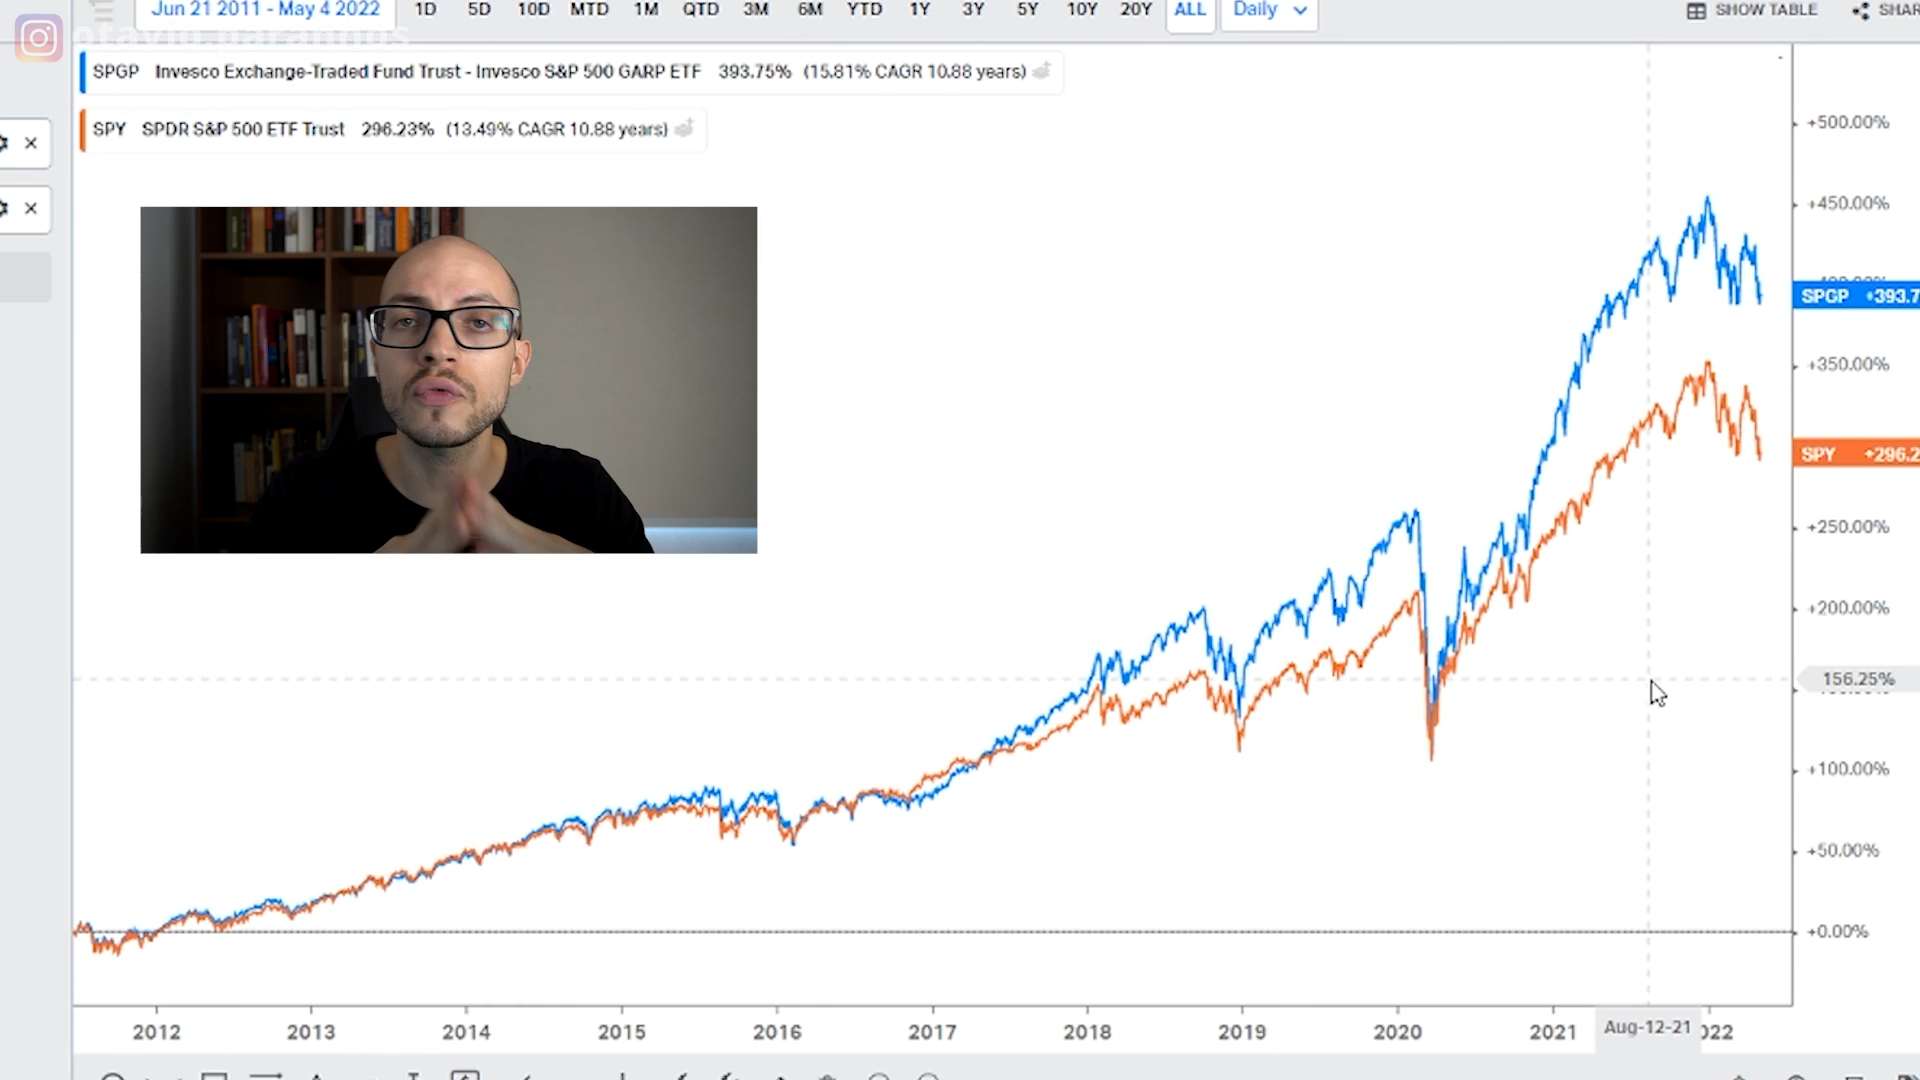 Jun 21 2011 - May 4 2022 1D 5D 10D MTD 1M QTD 3M 6M YTD 1Y 3Y 5Y 10Y 20Y ALL Daily SHOW TABLE
otavio.paranhos
SPGP Invesco Exchange-Traded Fund Trust - Invesco S&P 500 GARP ETF 393.75% (15.81% CAGR 10.88 years)
SPY SPDR S&P 500 ETF Trust 296.23% (13.49% CAGR 10.88 years)
+500.00%
+450.00%
SPGP +393.7
+350.00%
SPY +296.2
+250.00%
+200.00%
156.25%
+100.00%
+50.00%
+0.00%
2012 2013 2014 2015 2016 2017 2018 2019 2020 2021 Aug-12-21 022